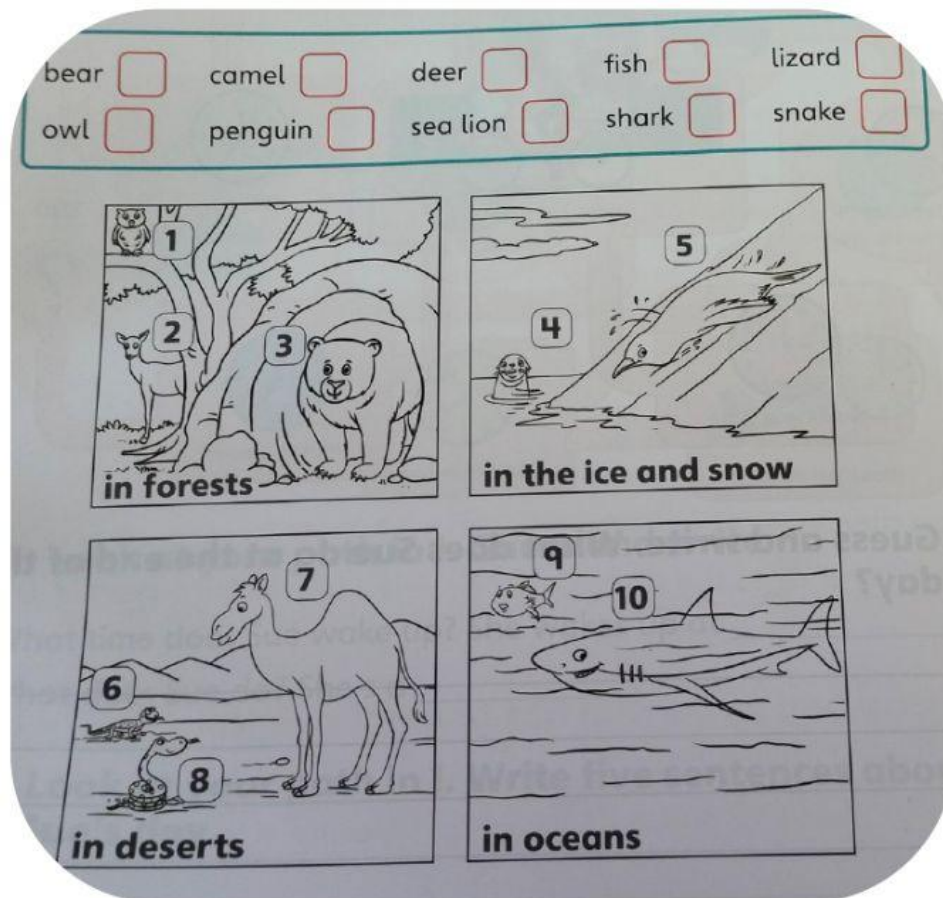 bear camel deer fish lizard
owl penguin sea lion shark snake
1
2
3
in forests
4
5
in the ice and snow
6
7
8
in deserts
9
10
in oceans